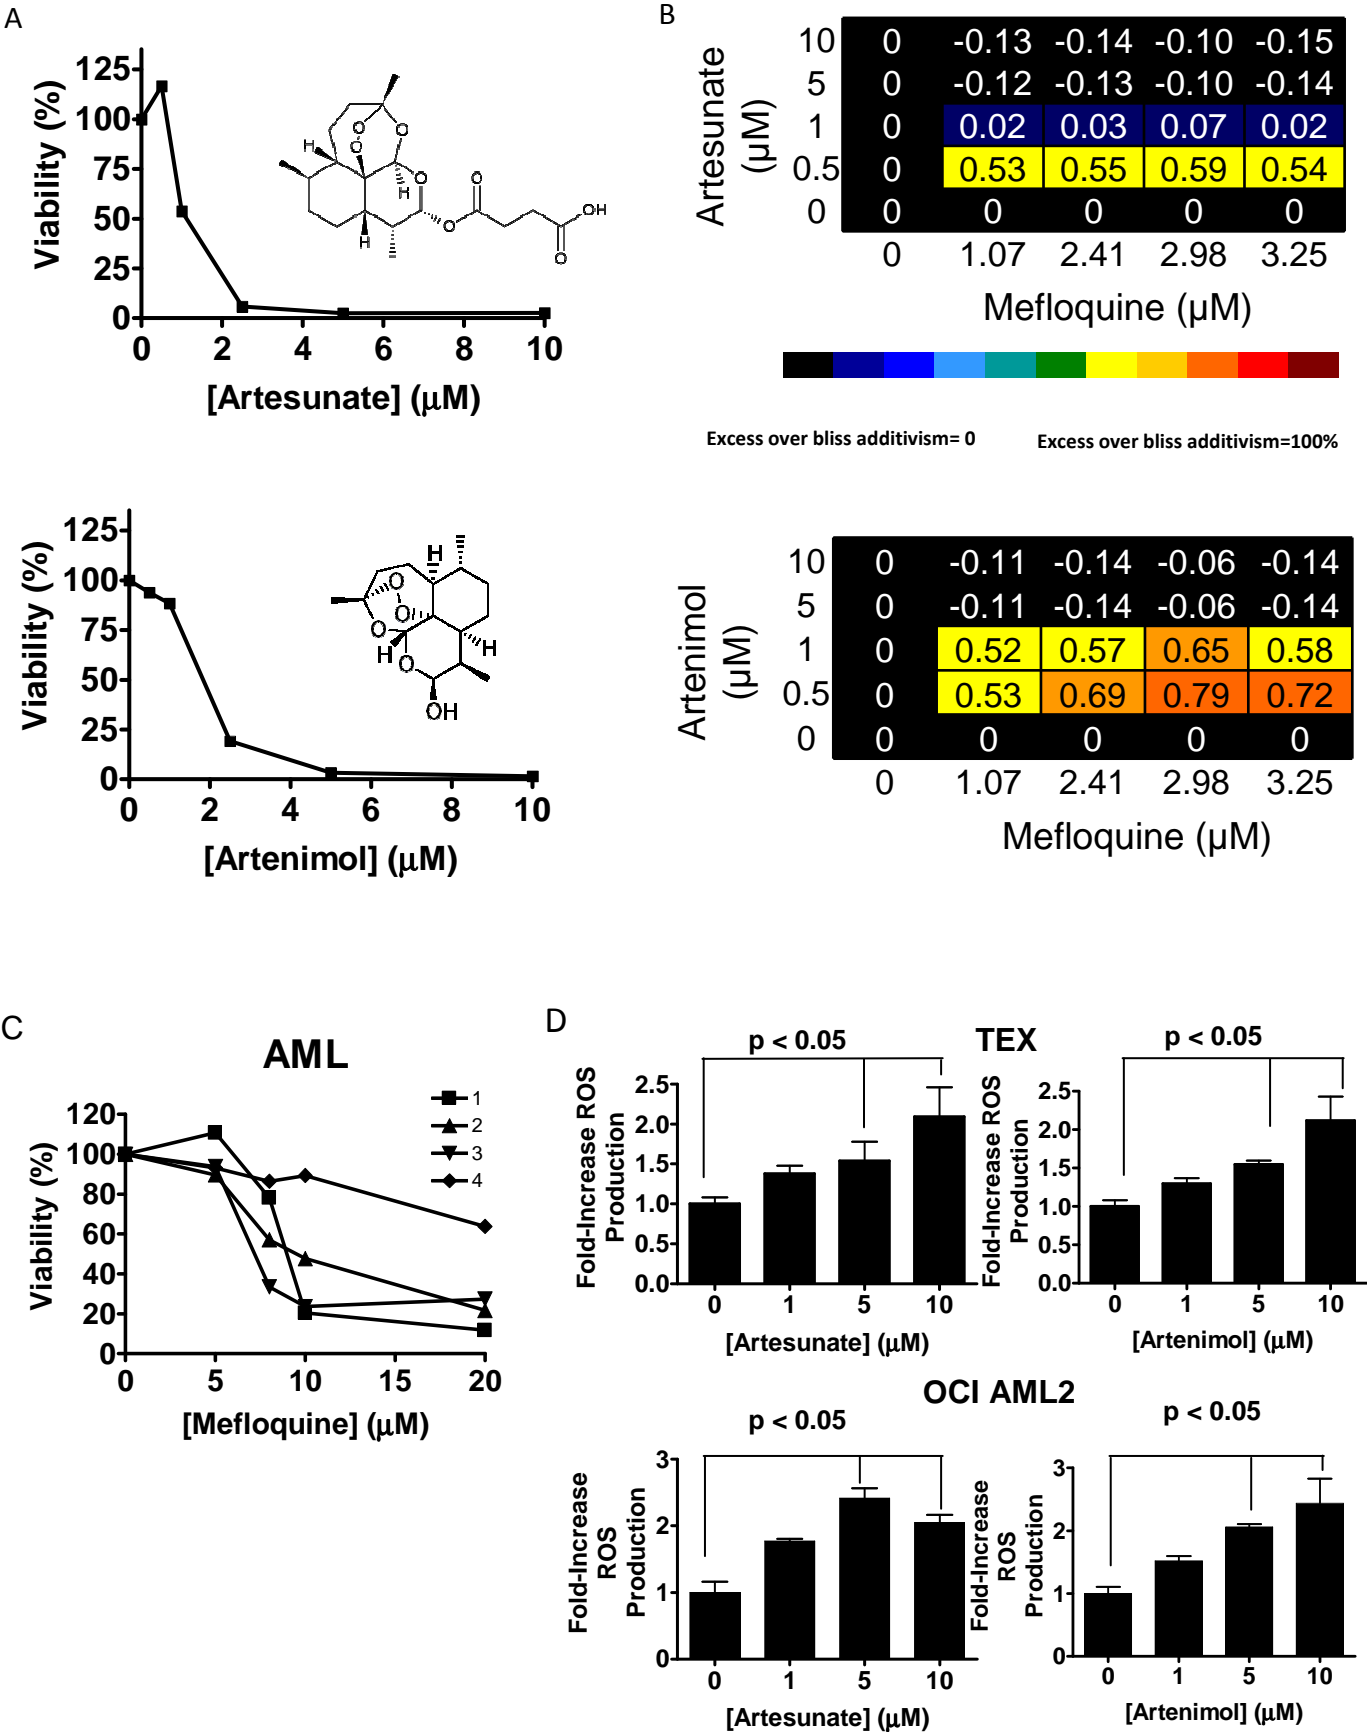 A
Viability (%)
125
100
75
50
25
0
0 2 4 6 8 10
[Artesunate] (μM)
H
O
O
O
O
H
H
O
O
O
OH
B
Artesunate (μM)
10 0 -0.13 -0.14 -0.10 -0.15
5 0 -0.12 -0.13 -0.10 -0.14
1 0 0.02 0.03 0.07 0.02
0.5 0 0.53 0.55 0.59 0.54
0 0 0 0 0 0
0 1.07 2.41 2.98 3.25
Mefloquine (μM)
Excess over bliss additivism= 0 Excess over bliss additivism=100%
Viability (%)
125
100
75
50
25
0
0 2 4 6 8 10
[Artenimol] (μM)
H
O
O
O
H
O
H
OH
Artenimol (μM)
10 0 -0.11 -0.14 -0.06 -0.14
5 0 -0.11 -0.14 -0.06 -0.14
1 0 0.52 0.57 0.65 0.58
0.5 0 0.53 0.69 0.79 0.72
0 0 0 0 0 0
0 1.07 2.41 2.98 3.25
Mefloquine (μM)
C
AML
1
2
3
4
Viability (%)
120
100
80
60
40
20
0
0 5 10 15 20
[Mefloquine] (μM)
D
TEX
p < 0.05
Fold-Increase ROS
Production
2.5
2.0
1.5
1.0
0.5
0.0
0 1 5 10
[Artesunate] (μM)
p < 0.05
Fold-Increase ROS
Production
2.5
2.0
1.5
1.0
0.5
0.0
0 1 5 10
[Artenimol] (μM)
OCI AML2
p < 0.05
Fold-Increase
ROS
Production
3
2
1
0
0 1 5 10
[Artesunate] (μM)
p < 0.05
Fold-Increase
ROS
Production
3
2
1
0
0 1 5 10
[Artenimol] (μM)